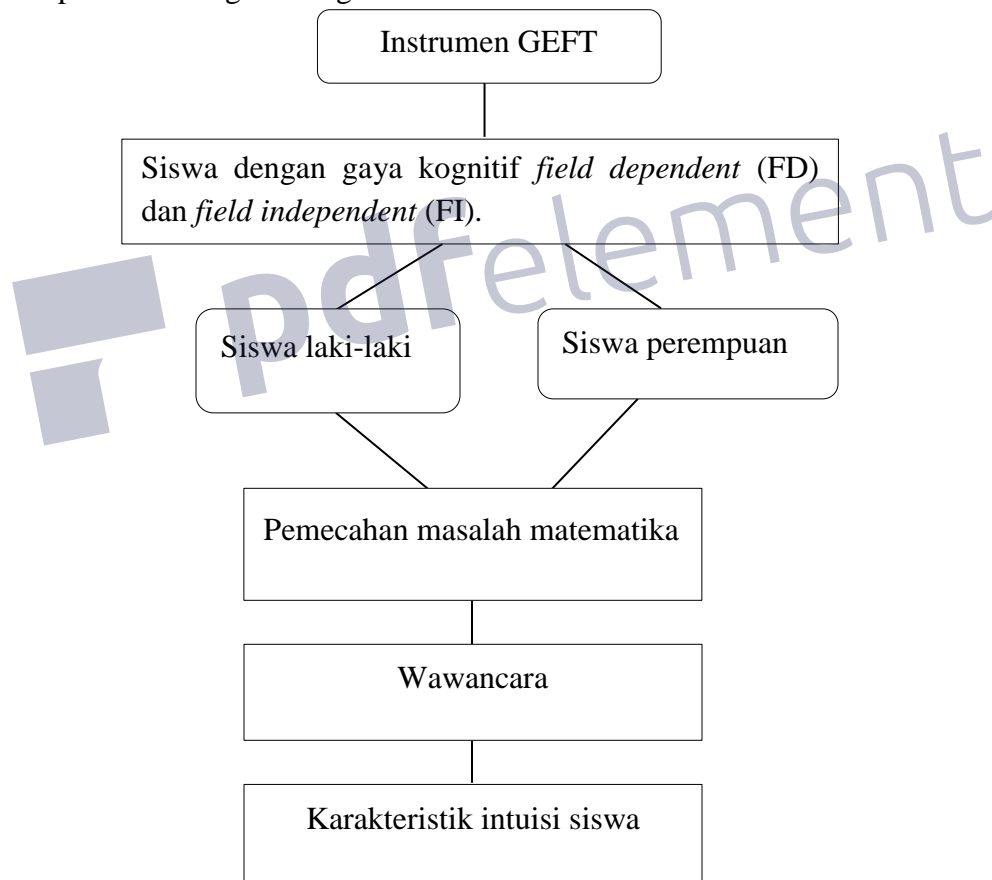 Instrumen GEFT
Siswa dengan gaya kognitif field dependent (FD)
dan field independent (FI).
pdfelement
Siswa laki-laki
Siswa perempuan
Pemecahan masalah matematika
Wawancara
Karakteristik intuisi siswa